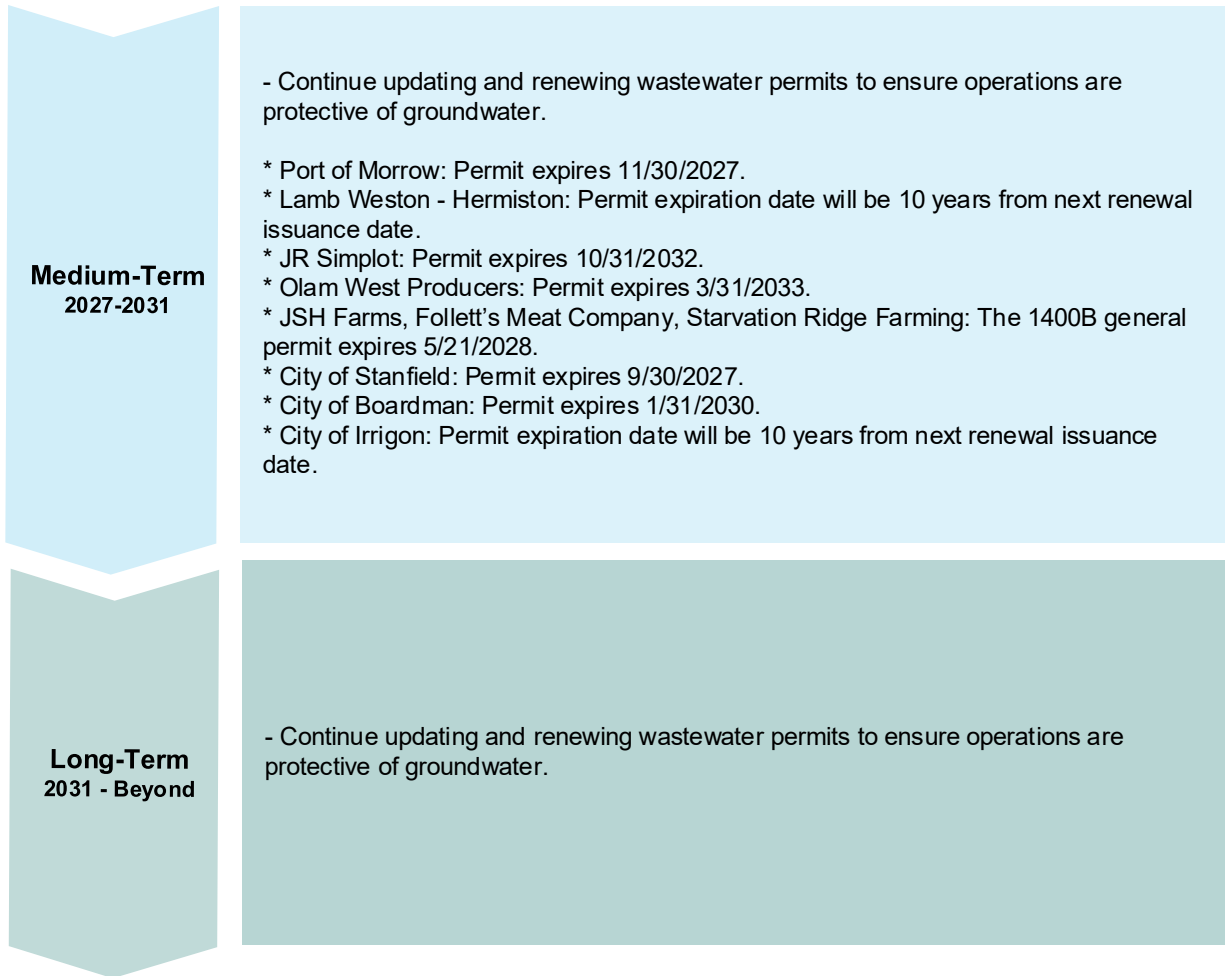 Medium-Term
2027-2031
- Continue updating and renewing wastewater permits to ensure operations are
protective of groundwater.
* Port of Morrow: Permit expires 11/30/2027.
* Lamb Weston - Hermiston: Permit expiration date will be 10 years from next renewal
issuance date.
* JR Simplot: Permit expires 10/31/2032.
* Olam West Producers: Permit expires 3/31/2033.
* JSH Farms, Follett’s Meat Company, Starvation Ridge Farming: The 1400B general
permit expires 5/21/2028.
* City of Stanfield: Permit expires 9/30/2027.
* City of Boardman: Permit expires 1/31/2030.
* City of Irrigon: Permit expiration date will be 10 years from next renewal issuance
date.
Long-Term
2031 - Beyond
- Continue updating and renewing wastewater permits to ensure operations are
protective of groundwater.